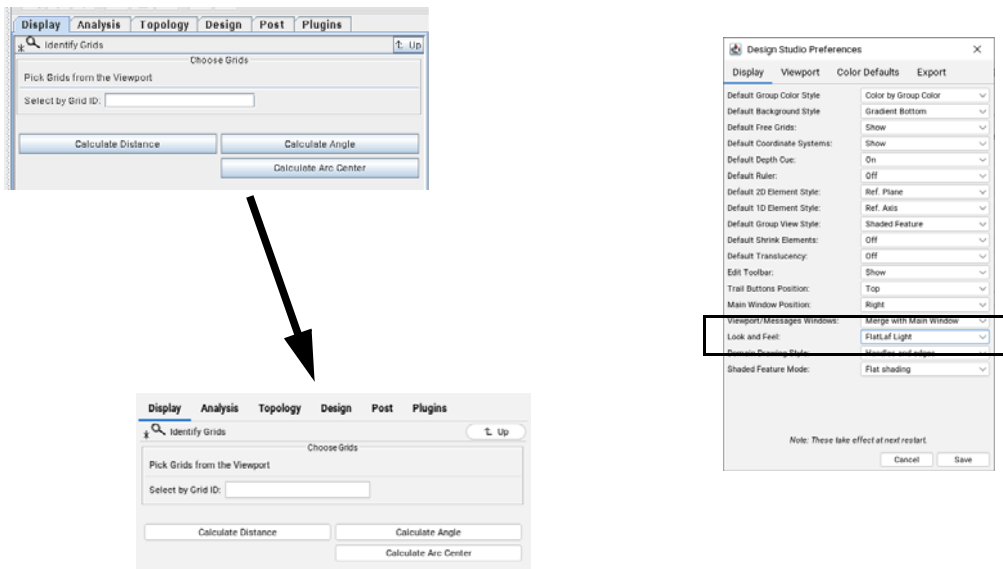 Display Analysis Topology Design Post Plugins
Identify Grids
Up
Choose Grids
Pick Grids from the Viewport
Select by Grid ID:
Calculate Distance Calculate Angle
Calculate Arc Center
Display Analysis Topology Design Post Plugins
Identify Grids
Up
Choose Grids
Pick Grids from the Viewport
Select by Grid ID:
Calculate Distance Calculate Angle
Calculate Arc Center
Design Studio Preferences
Display Viewport Color Defaults Export
Default Group Color Style Color by Group Color
Default Background Style Gradient Bottom
Default Free Grids: Show
Default Coordinate Systems: Show
Default Depth Cue: On
Default Ruler: Off
Default 2D Element Style: Ref. Plane
Default 1D Element Style: Ref. Axis
Default Group View Style: Shaded Feature
Default Shrink Elements: Off
Default Translucency: Off
Edit Toolbar: Show
Trail Buttons Position: Top
Main Window Position: Right
Viewport/Messages Windows: Merge with Main Window
Look and Feel: FlatLaf Light
Domain Drawing Style: Handles and edges
Shaded Feature Mode: Flat shading
Note: These take effect at next restart.
Cancel Save